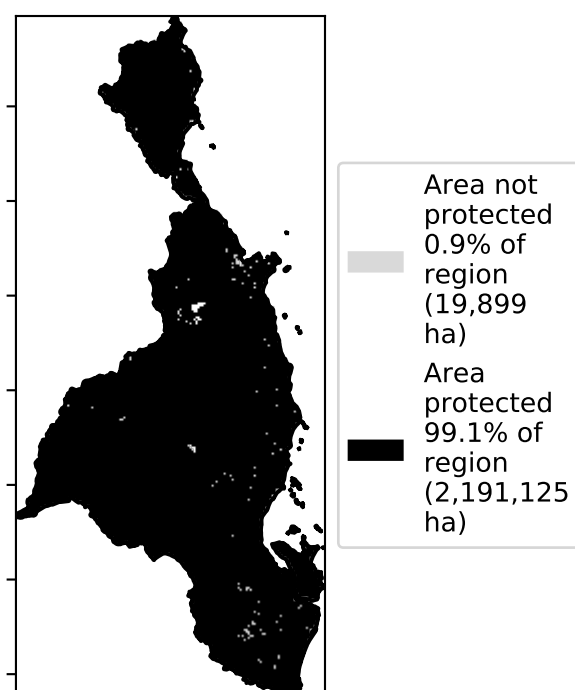 Area not
protected
0.9% of
region
(19,899
ha)
Area
protected
99.1% of
region
(2,191,125
ha)